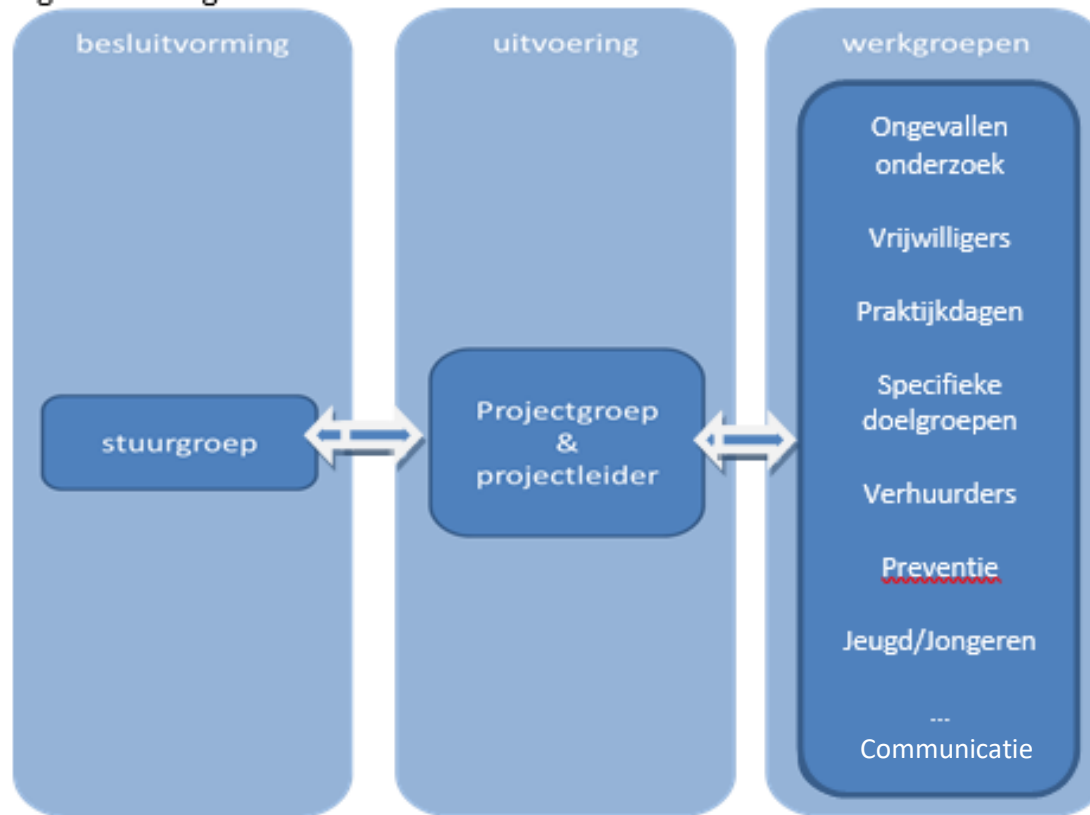 besluitvorming
stuurgroep
uitvoering
Projectgroep
&
projectleider
werkgroepen
Ongevallen
onderzoek
Vrijwilligers
Praktijkdagen
Specifieke
doelgroepen
Verhuurders
Preventie
Jeugd/Jongeren
...
Communicatie